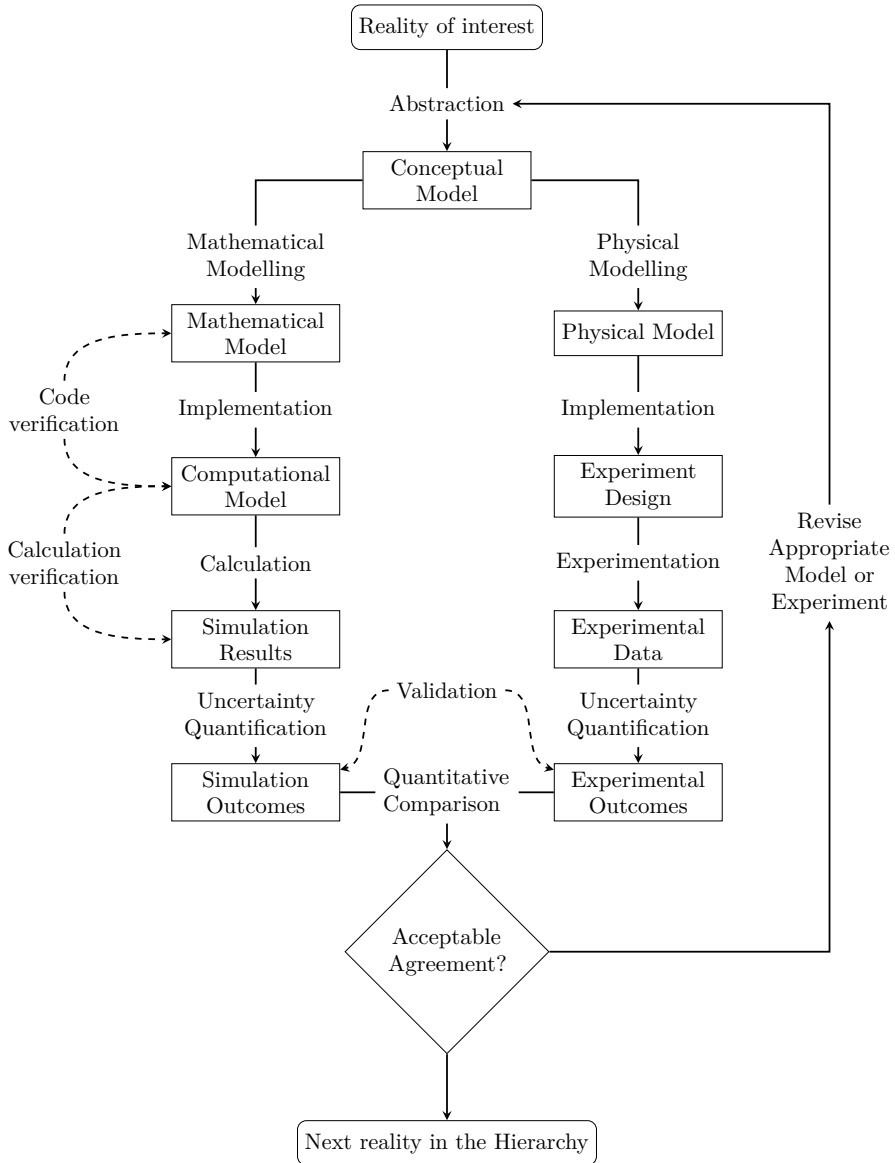 Reality of interest
Abstraction
Conceptual
Model
Mathematical
Modelling
Physical
Modelling
Mathematical
Model
Physical Model
Code
verification
Implementation
Implementation
Computational
Model
Experiment
Design
Calculation
verification
Calculation
Experimentation
Revise
Appropriate
Model or
Experiment
Simulation
Results
Experimental
Data
Uncertainty
Quantification
Validation
Uncertainty
Quantification
Simulation
Outcomes
Quantitative
Comparison
Experimental
Outcomes
Acceptable
Agreement?
Next reality in the Hierarchy